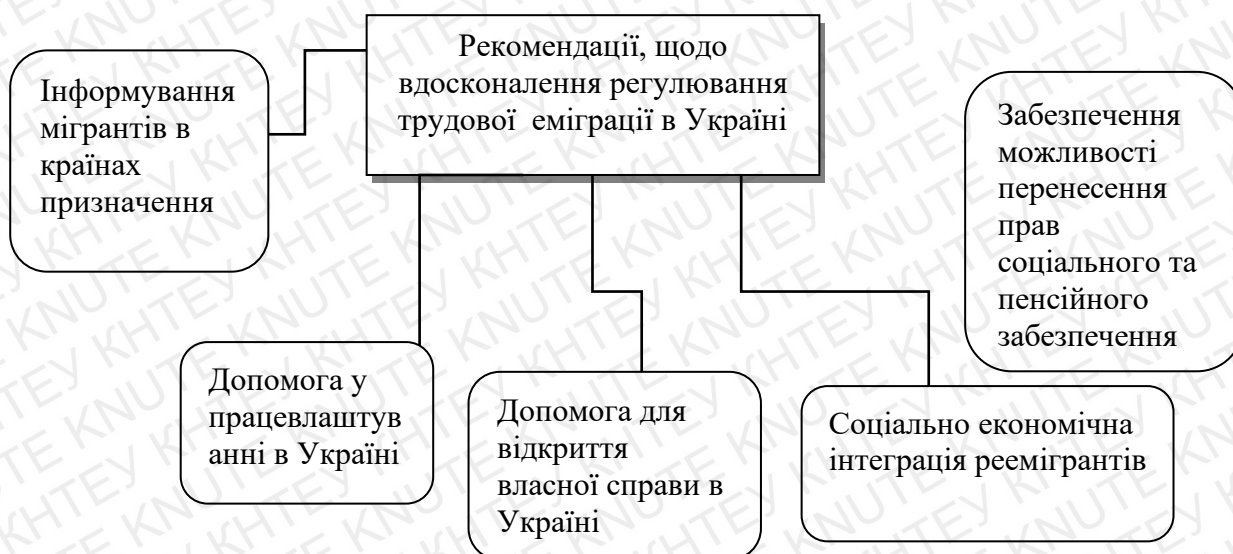 Рекомендації, щодо
вдосконалення регулювання
трудової еміграції в Україні
Інформування
мігрантів в
країнах
призначення
Забезпечення
можливості
перенесення
прав
соціального та
пенсійного
забезпечення
Допомога у
працевлаштув
анні в Україні
Допомога для
відкриття
власної справи в
Україні
Соціально економічна
інтеграція реемігрантів